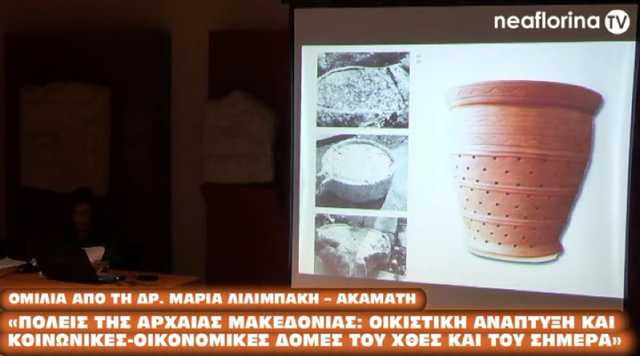 neaflorina TV
ΟΜΙΛΙΑ ΑΠΟ ΤΗ ΔΡ. ΜΑΡΙΑ ΛΙΛΙΜΠΑΚΗ – ΑΚΑΜΑΤΗ
«ΠΟΛΕΙΣ ΤΗΣ ΑΡΧΑΙΑΣ ΜΑΚΕΔΟΝΙΑΣ: ΟΙΚΙΣΤΙΚΗ ΑΝΑΠΤΥΞΗ ΚΑΙ
ΚΟΙΝΩΝΙΚΕΣ-ΟΙΚΟΝΟΜΙΚΕΣ ΔΟΜΕΣ ΤΟΥ ΧΘΕΣ ΚΑΙ ΤΟΥ ΣΗΜΕΡΑ»